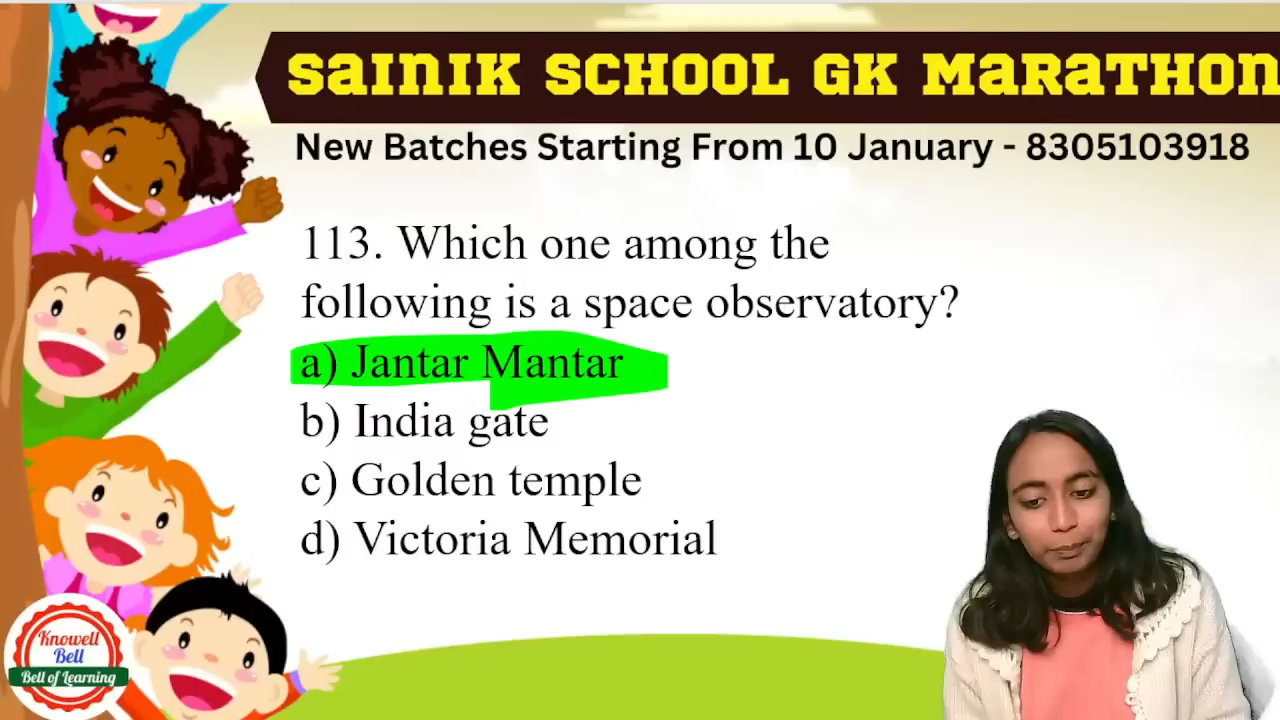 SAINIK SCHOOL GK MARATHON
New Batches Starting From 10 January - 8305103918
113. Which one among the
following is a space observatory?
a) Jantar Mantar
b) India gate
c) Golden temple
d) Victoria Memorial
Knowell
Bell
Bell of Learning